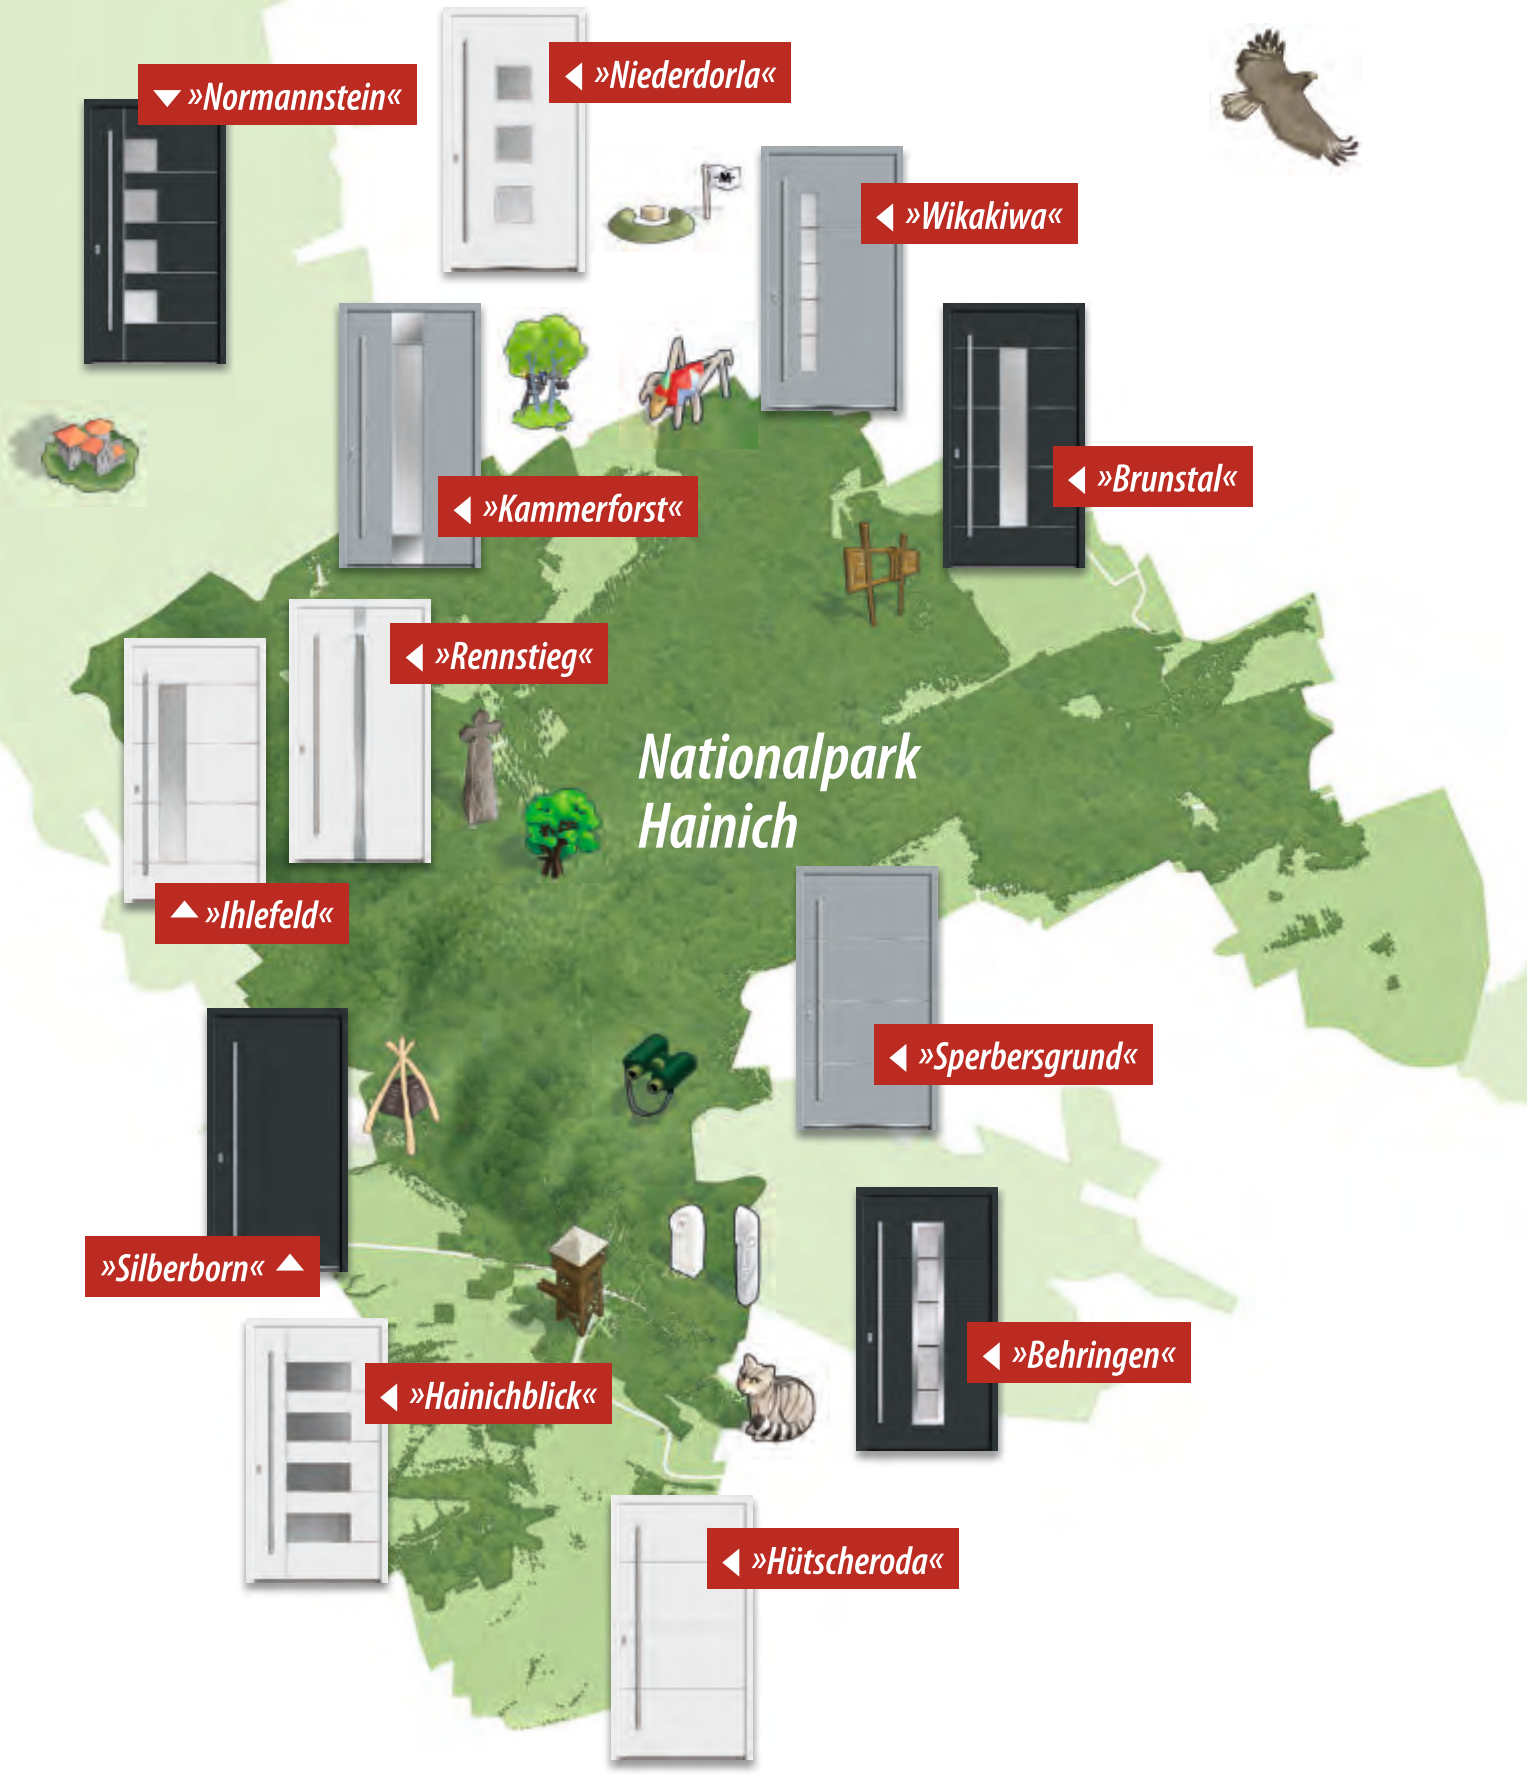 »Niederdorla«
»Normannstein«
»Wikakiwa«
»Brunstal«
»Kammerforst«
»Rennstieg«
Nationalpark
Hainich
»Ihlefeld«
»Sperbersgrund«
»Silberborn«
»Behringen«
»Hainichblick«
»Hütscheroda«